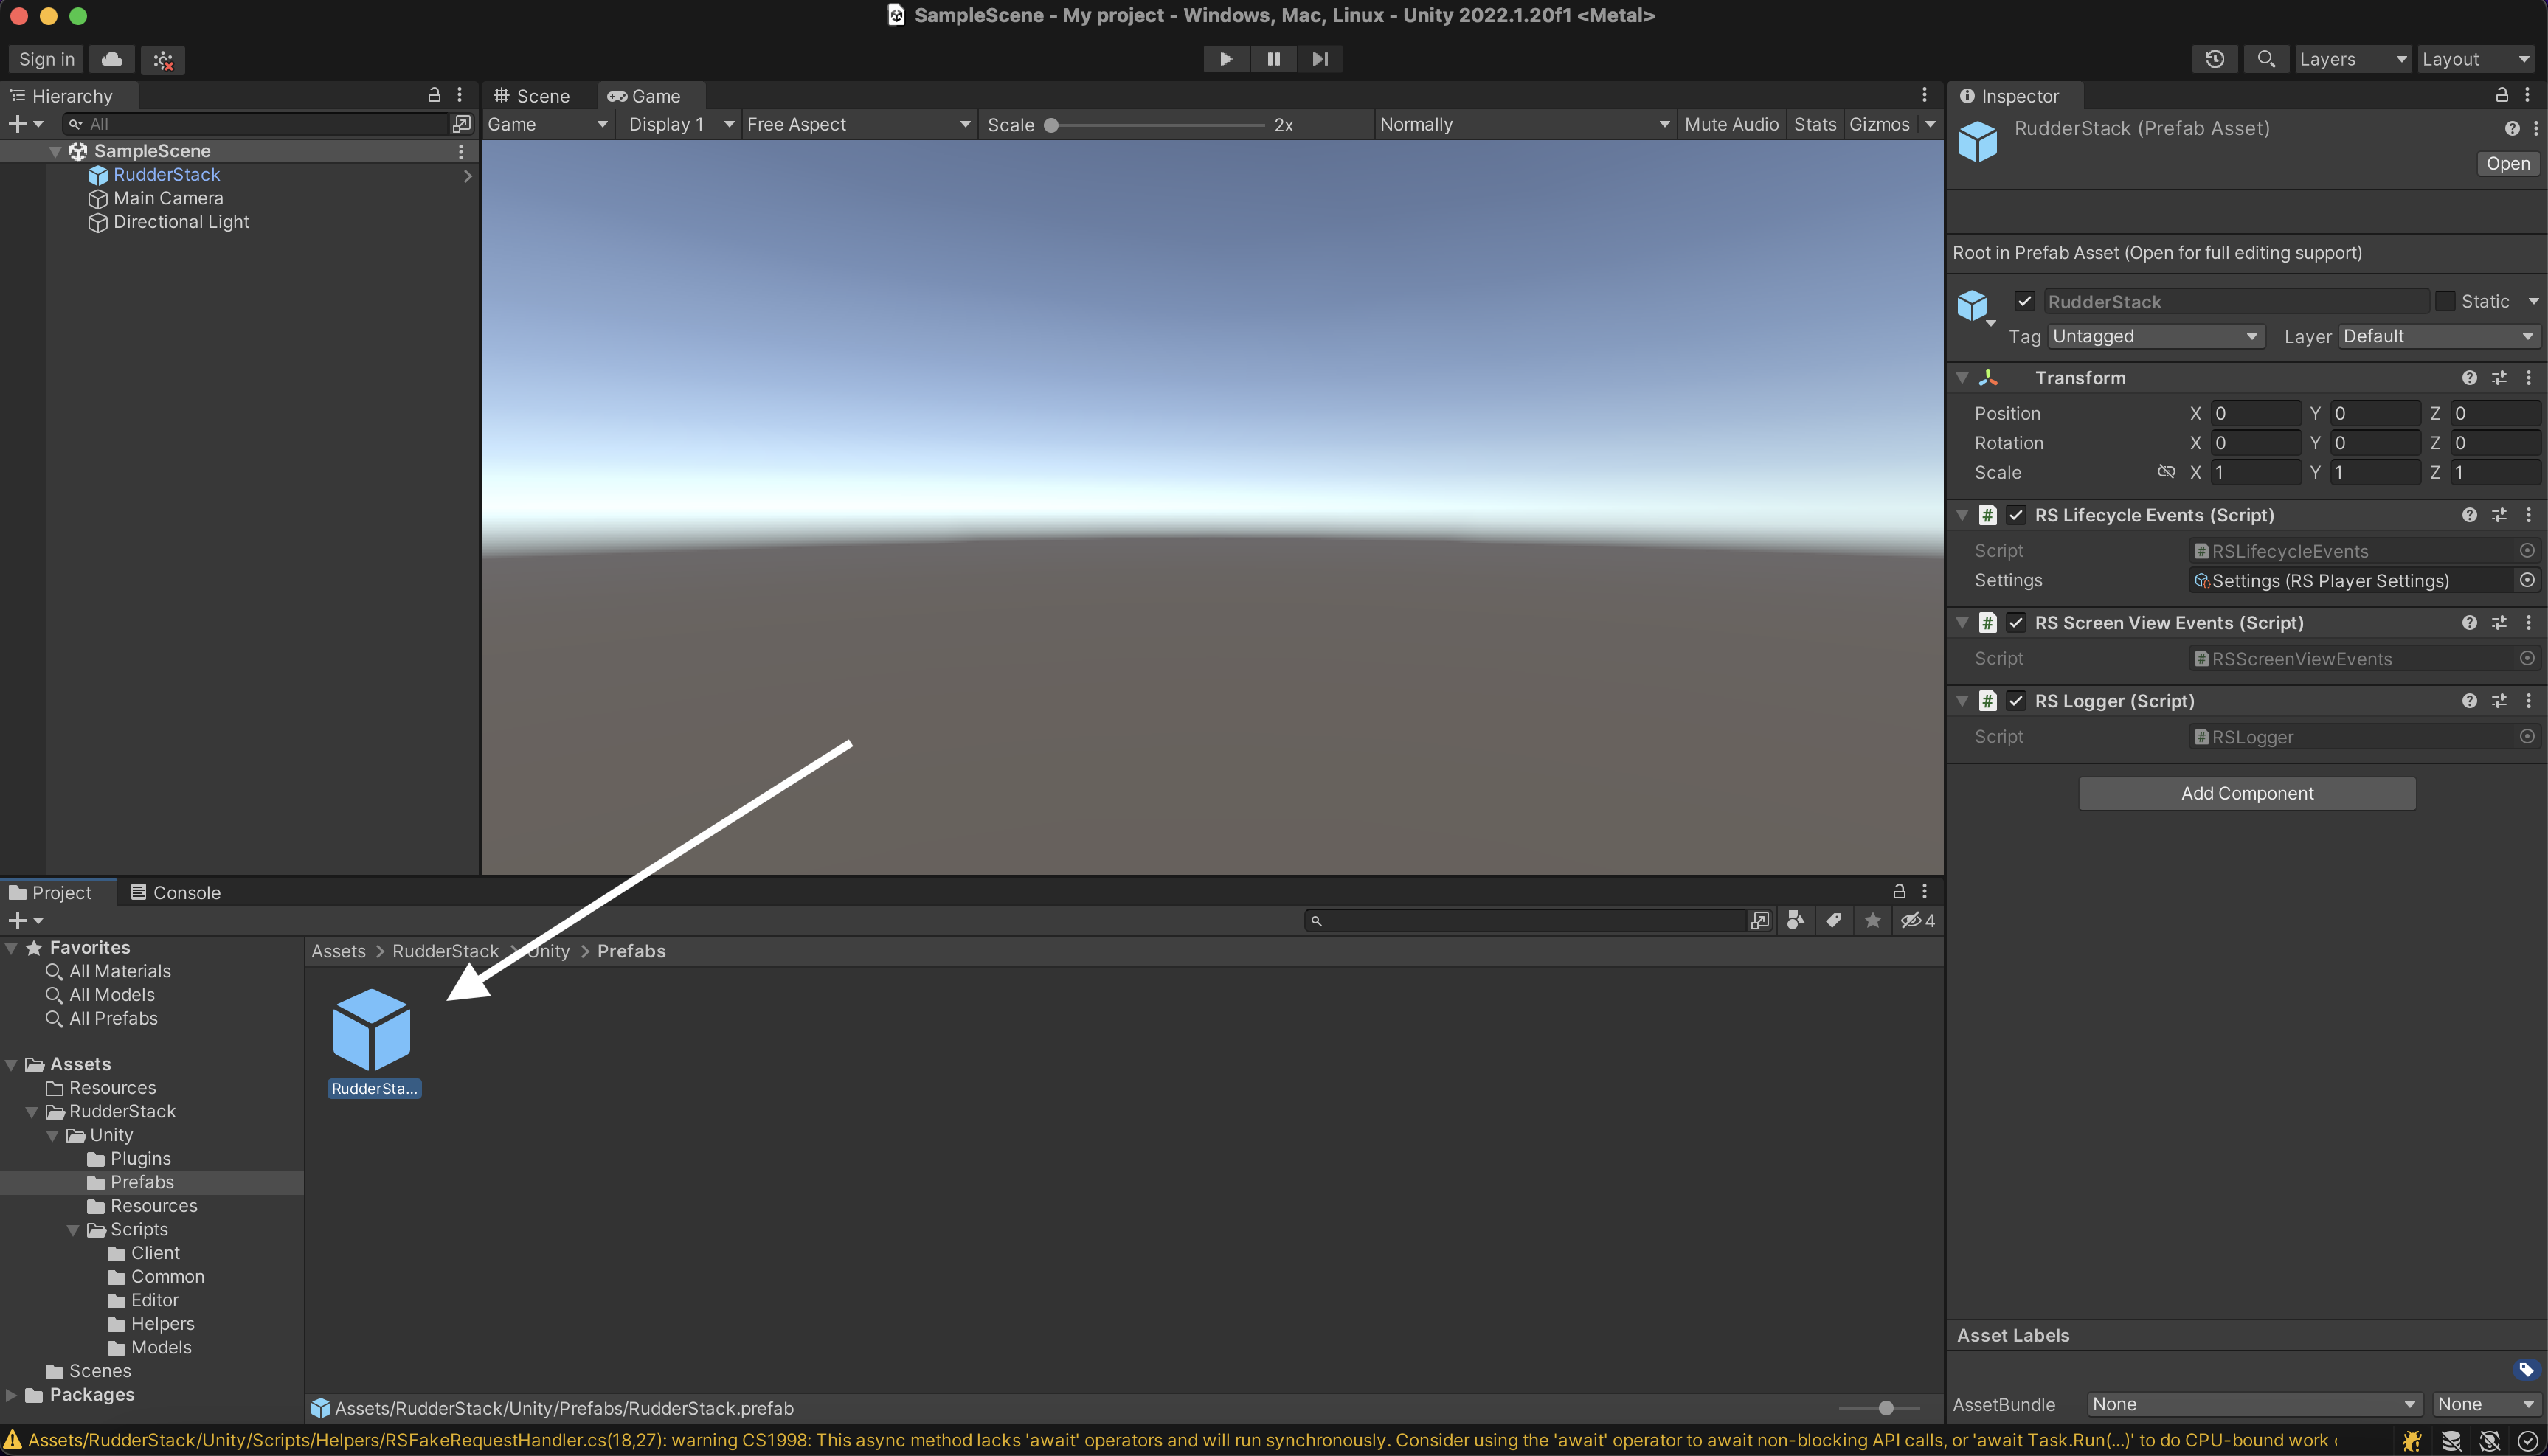 SampleScene - My project - Windows, Mac, Linux - Unity 2022.1.20f1 <Metal>
Sign in
Layers
Layout
Hierarchy
All
SampleScene
RudderStack
Main Camera
Directional Light
Scene
Game
Game
Display 1
Free Aspect
Scale
2x
Normally
Mute Audio
Stats
Gizmos
Inspector
RudderStack (Prefab Asset)
Open
Root in Prefab Asset (Open for full editing support)
RudderStack
Static
Tag Untagged
Layer Default
Transform
Position X 0 Y 0 Z 0
Rotation X 0 Y 0 Z 0
Scale X 1 Y 1 Z 1
# RS Lifecycle Events (Script)
Script # RSLifecycleEvents
Settings Settings (RS Player Settings)
# RS Screen View Events (Script)
Script # RSScreenViewEvents
# RS Logger (Script)
Script # RSLogger
Add Component
Project
Console
4
Favorites
All Materials
All Models
All Prefabs
Assets
Resources
RudderStack
Unity
Plugins
Prefabs
Resources
Scripts
Client
Common
Editor
Helpers
Models
Scenes
Packages
Assets > RudderStack > Unity > Prefabs
RudderSta...
Assets/RudderStack/Unity/Prefabs/RudderStack.prefab
Asset Labels
AssetBundle None None
Assets/RudderStack/Unity/Scripts/Helpers/RSFakeRequestHandler.cs(18,27): warning CS1998: This async method lacks 'await' operators and will run synchronously. Consider using the 'await' operator to await non-blocking API calls, or 'await Task.Run(...)' to do CPU-bound work